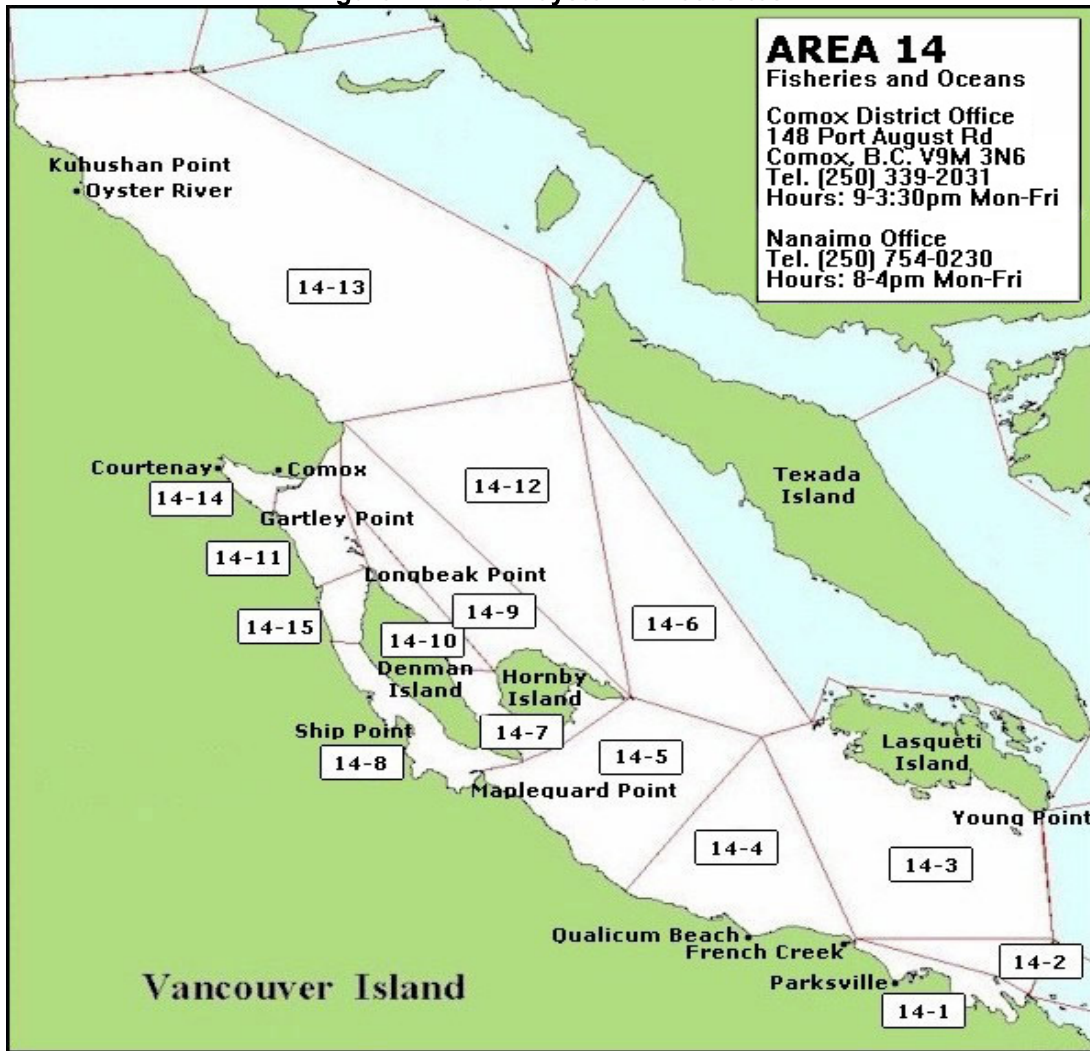 AREA 14
Fisheries and Oceans
Comox District Office
148 Port August Rd
Comox, B.C. V9M 3N6
Tel. (250) 339-2031
Hours: 9-3:30pm Mon-Fri
Nanaimo Office
Tel. (250) 754-0230
Hours: 8-4pm Mon-Fri
Kuhushan Point
Oyster River
14-13
Courtenay
Comox
14-14
14-12
Gartley Point
14-11
Longbeak Point
14-15
14-9
14-10
14-6
Texada
Island
Denman
Island
Hornby
Island
Ship Point
14-7
14-8
14-5
Lasqueti
Island
Mapleguard Point
Young Point
14-4
14-3
Qualicum Beach
French Creek
14-2
Parksville
14-1
Vancouver Island